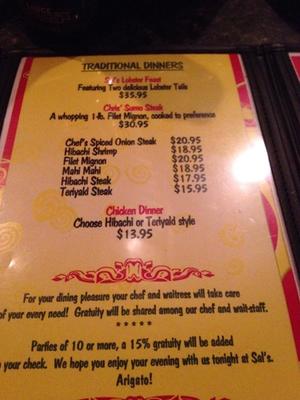 TRADITIONAL DINNERS
Sal's Lobster Feast
Featuring Two delicious Lobster Tails
$35.95
Chris' Sumo Steak
A whopping 1-lb. Filet Mignon, cooked to preference
$30.95
Chef's Spiced Onion Steak $20.95
Hibachi Shrimp $18.95
Filet Mignon $20.95
Mahi Mahi $18.95
Hibachi Steak $17.95
Teriyaki Steak $15.95
Chicken Dinner
Choose Hibachi or Teriyaki style
$13.95
For your dining pleasure your chef and waitress will take care
of your every need! Gratuity will be shared among our chef and wait-staff.
* * * * *
Parties of 10 or more, a 15% gratuity will be added
your check. We hope you enjoy your evening with us tonight at Sal's.
Arigato!